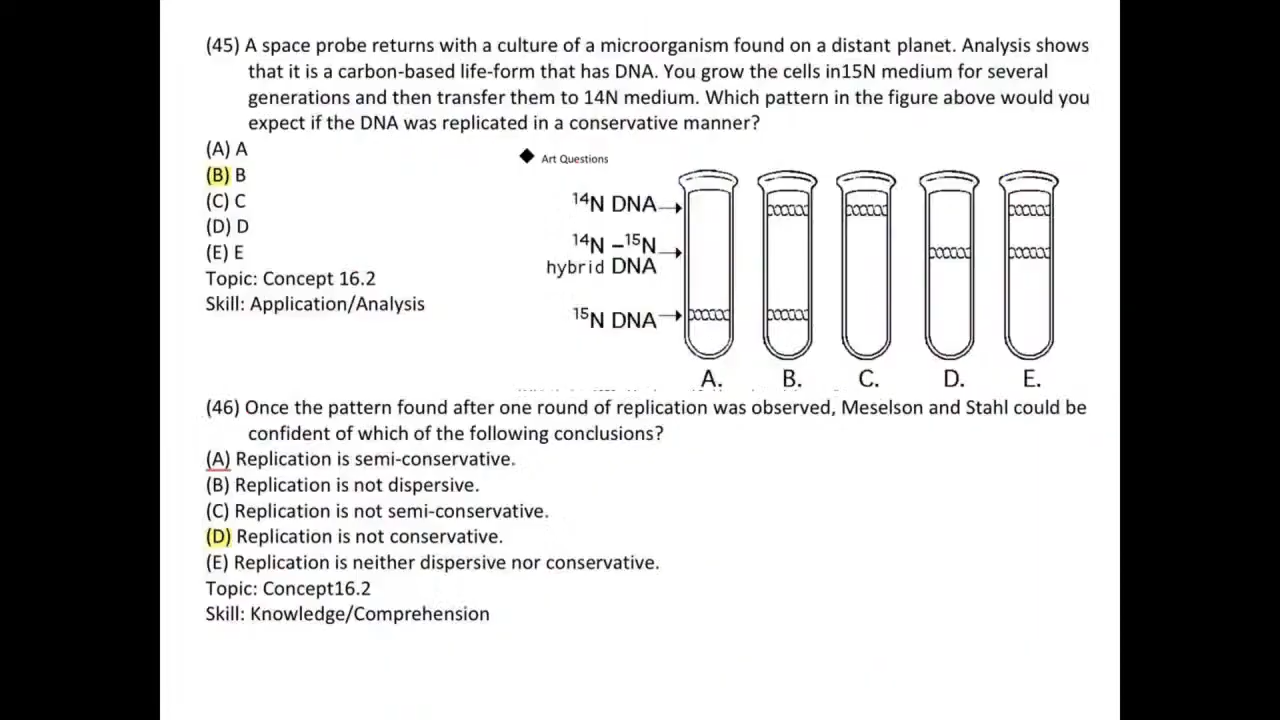 (45) A space probe returns with a culture of a microorganism found on a distant planet. Analysis shows
that it is a carbon-based life-form that has DNA. You grow the cells in15N medium for several
generations and then transfer them to 14N medium. Which pattern in the figure above would you
expect if the DNA was replicated in a conservative manner?
(A) A
(B) B
(C) C
(D) D
(E) E
Topic: Concept 16.2
Skill: Application/Analysis
◆ Art Questions
¹⁴N DNA→
¹⁴N –¹⁵N→
hybrid DNA
¹⁵N DNA→
A. B. C. D. E.
(46) Once the pattern found after one round of replication was observed, Meselson and Stahl could be
confident of which of the following conclusions?
(A) Replication is semi-conservative.
(B) Replication is not dispersive.
(C) Replication is not semi-conservative.
(D) Replication is not conservative.
(E) Replication is neither dispersive nor conservative.
Topic: Concept16.2
Skill: Knowledge/Comprehension